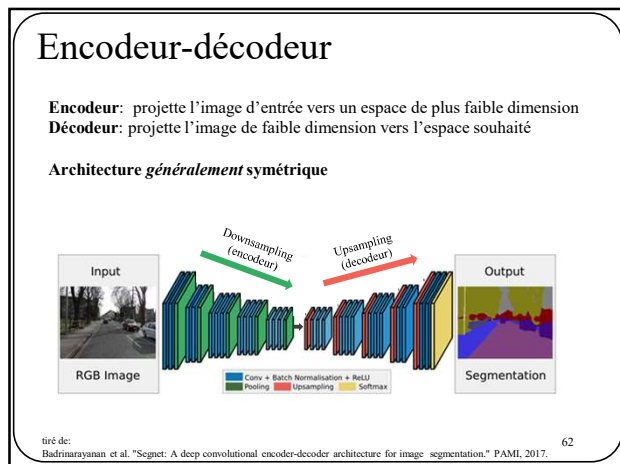 Encodeur-décodeur
Encodeur: projette l'image d'entrée vers un espace de plus faible dimension
Décodeur: projette l'image de faible dimension vers l'espace souhaité
Architecture généralement symétrique
Downsampling
(encodeur)
Upsampling
(decodeur)
Input
RGB Image
Output
Segmentation
Conv + Batch Normalisation + ReLU
Pooling
Upsampling
Softmax
tiré de:
Badrinarayanan et al. "Segnet: A deep convolutional encoder-decoder architecture for image segmentation." PAMI, 2017.
62